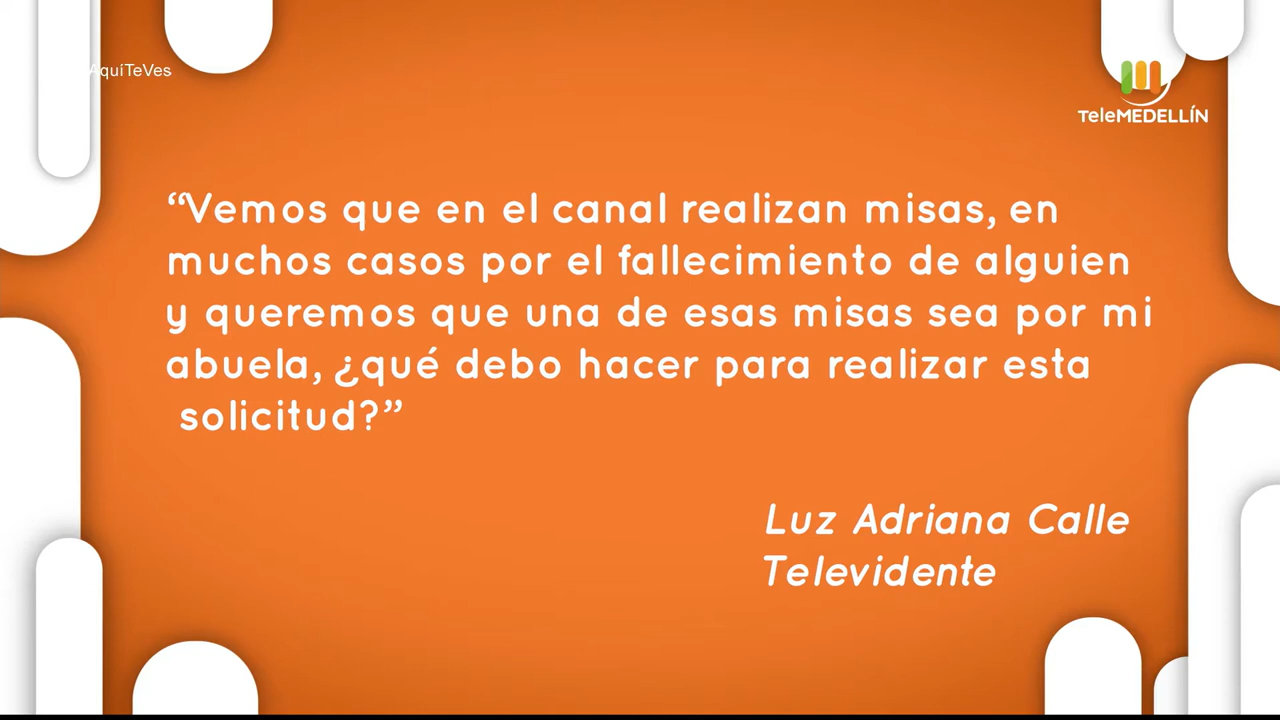 AquíTeVes
TeleMEDELLÍN
“Vemos que en el canal realizan misas, en
muchos casos por el fallecimiento de alguien
y queremos que una de esas misas sea por mi
abuela, ¿qué debo hacer para realizar esta
solicitud?”
Luz Adriana Calle
Televidente